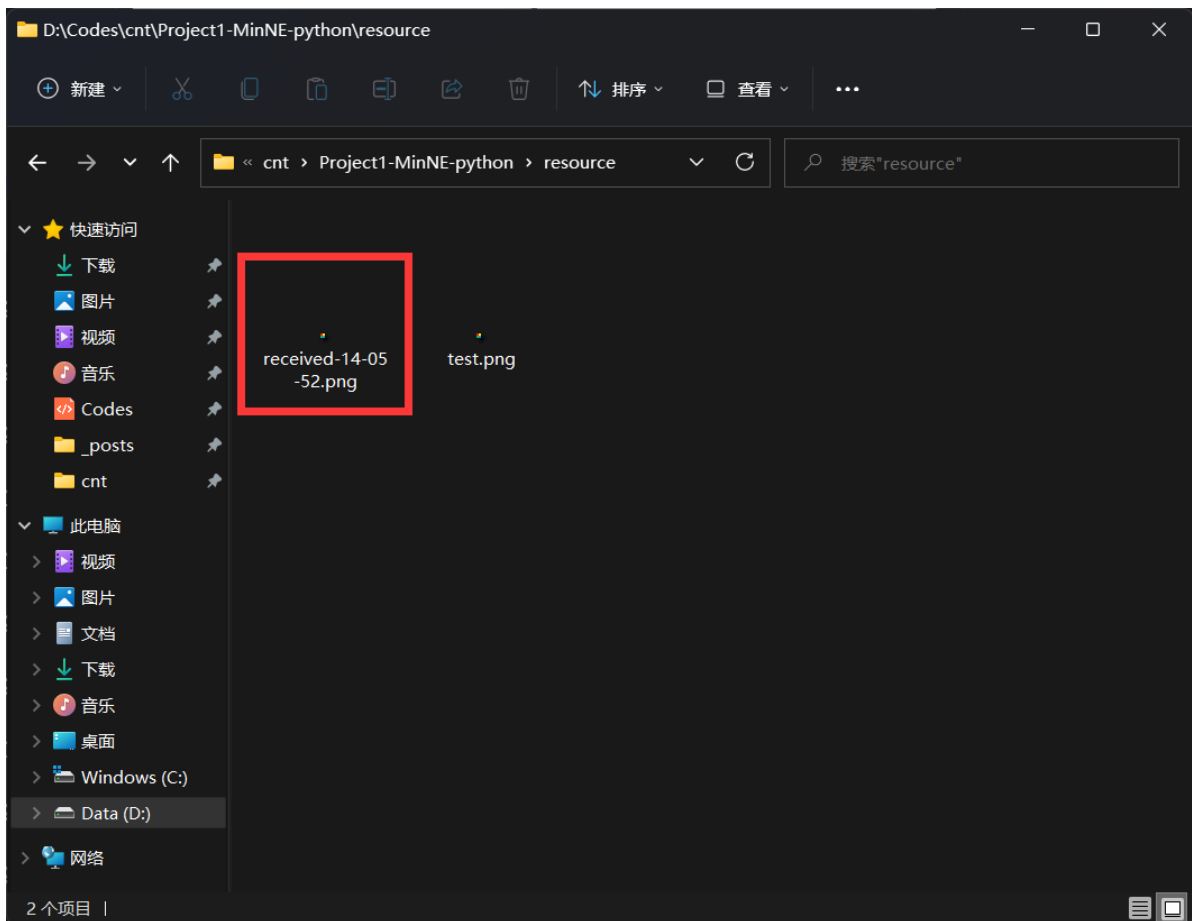 D:\Codes\cnt\Project1-MinNE-python\resource
新建
排序
查看
« cnt > Project1-MinNE-python > resource
搜索"resource"
快速访问
下载
图片
视频
音乐
Codes
_posts
cnt
此电脑
视频
图片
文档
下载
音乐
桌面
Windows (C:)
Data (D:)
网络
received-14-05
-52.png
test.png
2 个项目